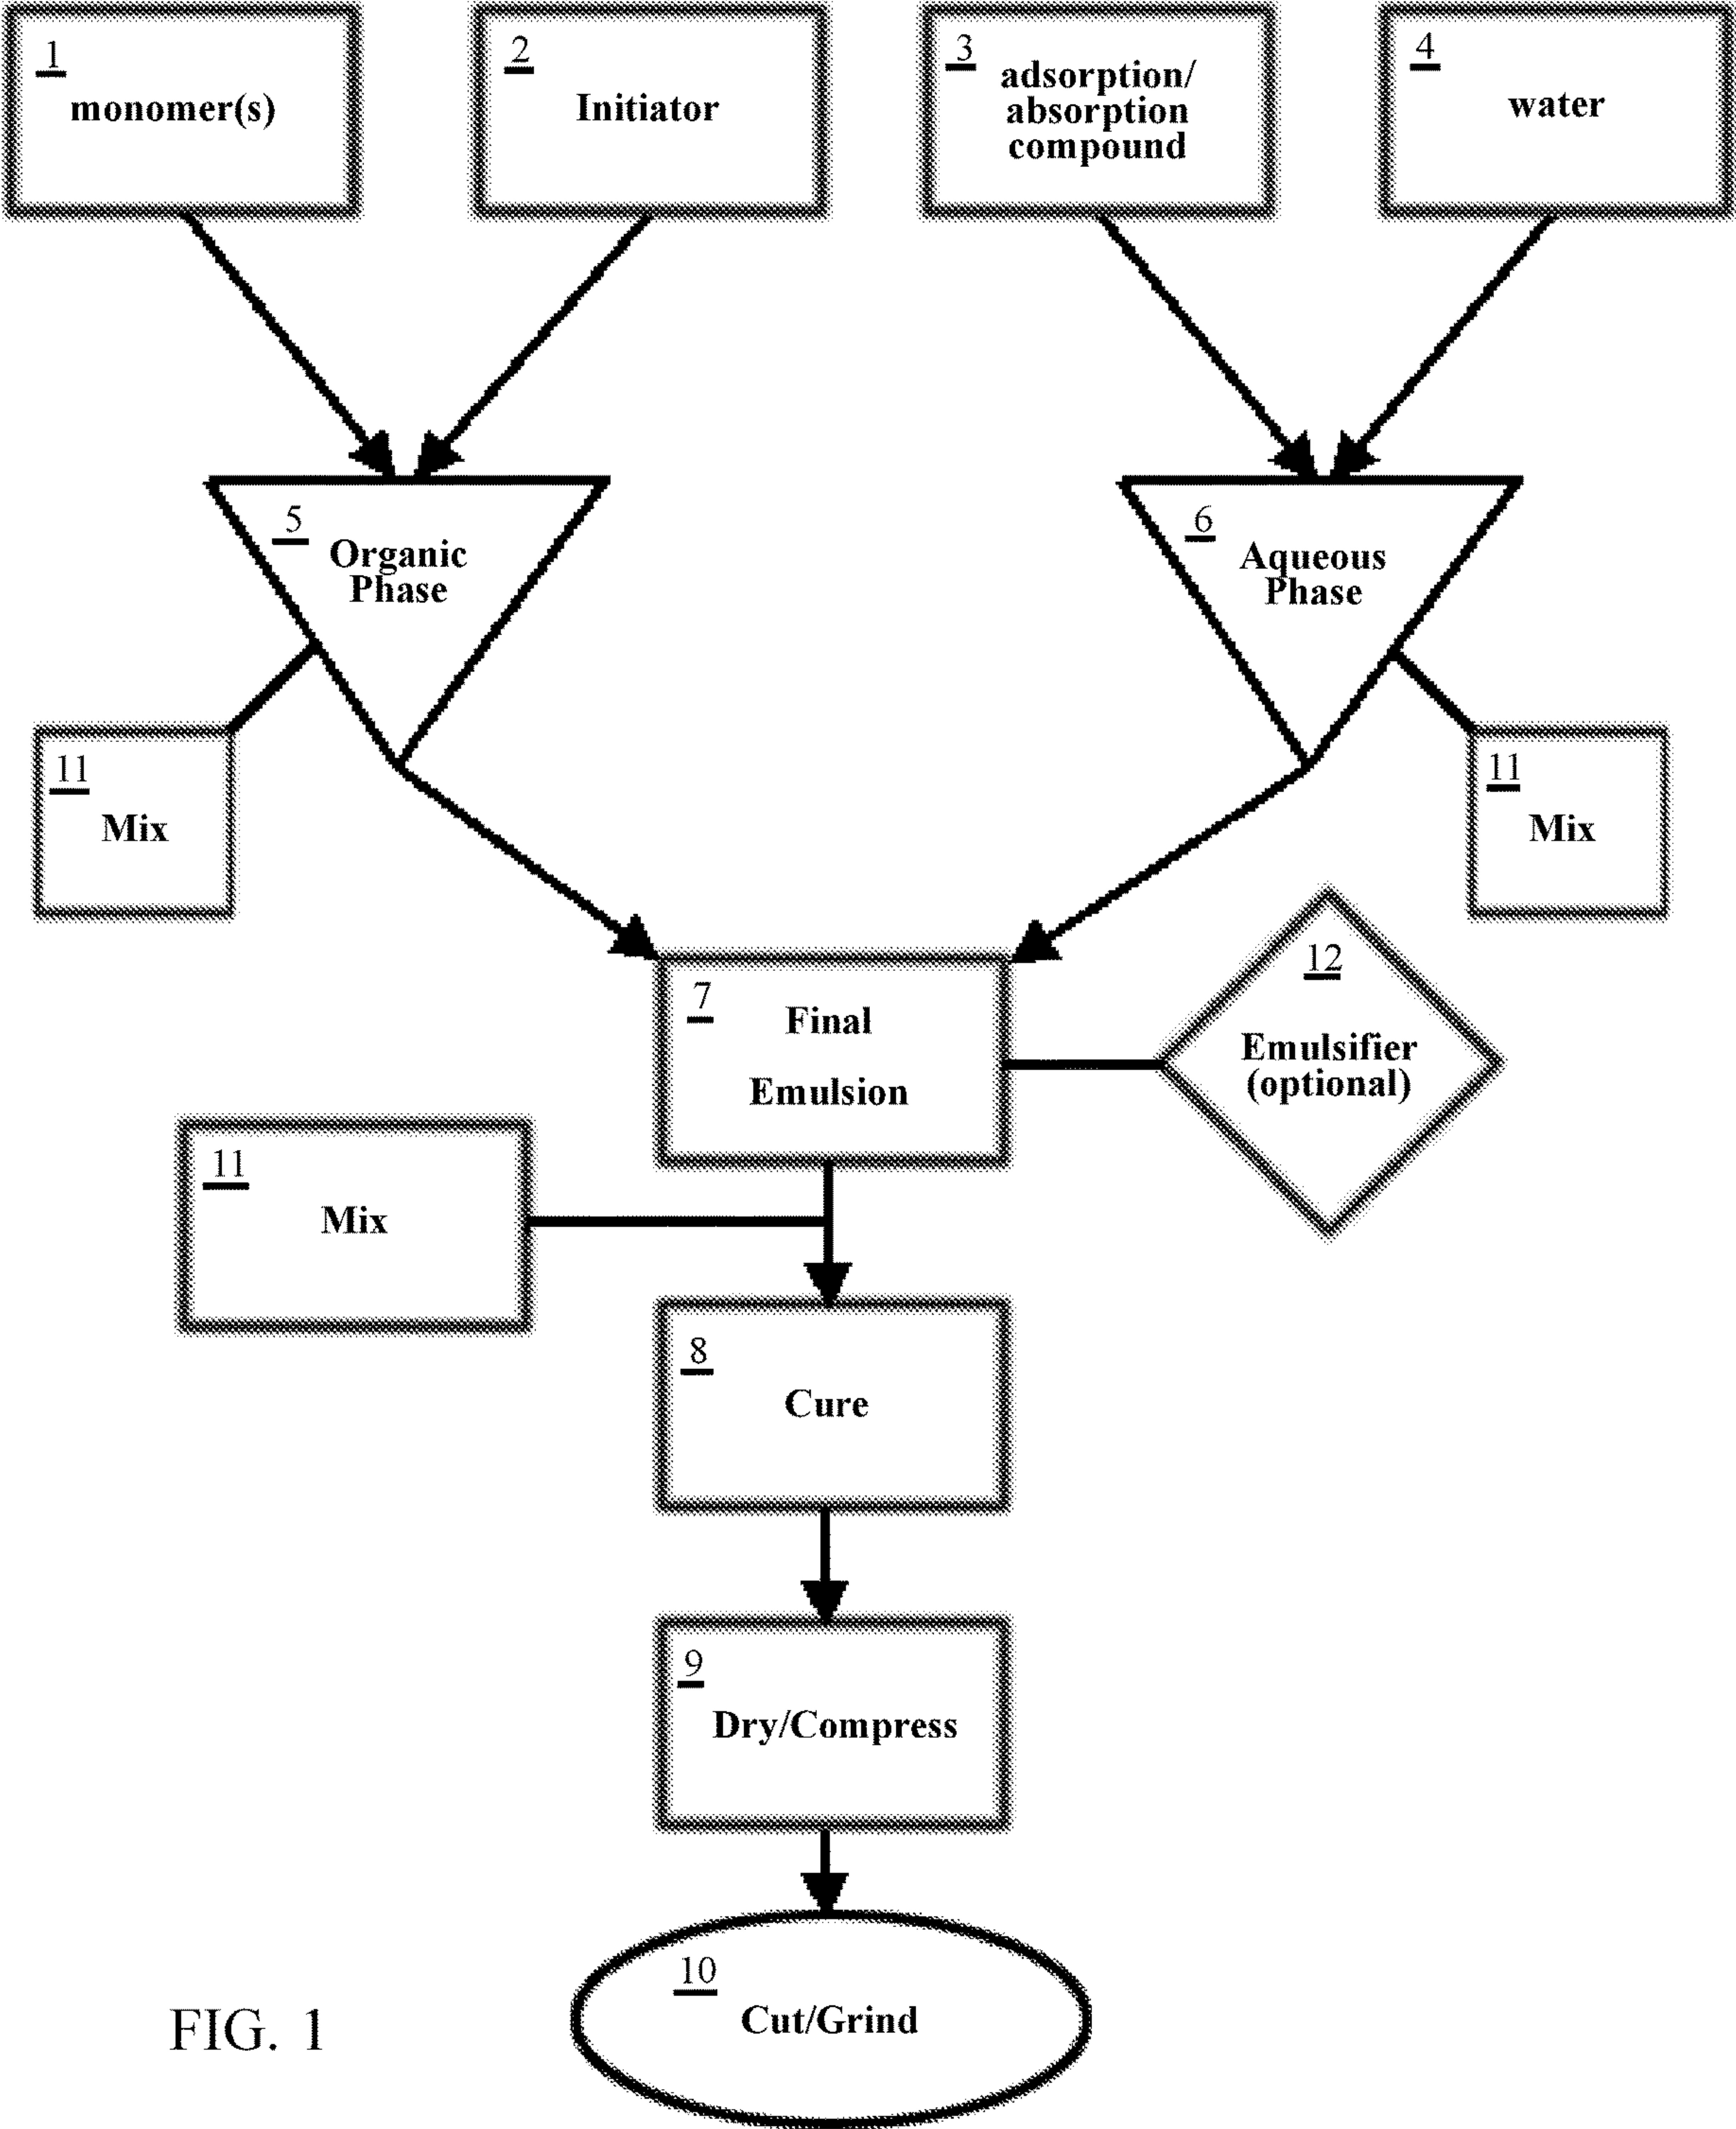 1
monomer(s)
2
Initiator
3
adsorption/
absorption
compound
4
water
5
Organic
Phase
6
Aqueous
Phase
11
Mix
11
Mix
7
Final
Emulsion
12
Emulsifier
(optional)
11
Mix
8
Cure
9
Dry/Compress
10
Cut/Grind
FIG. 1